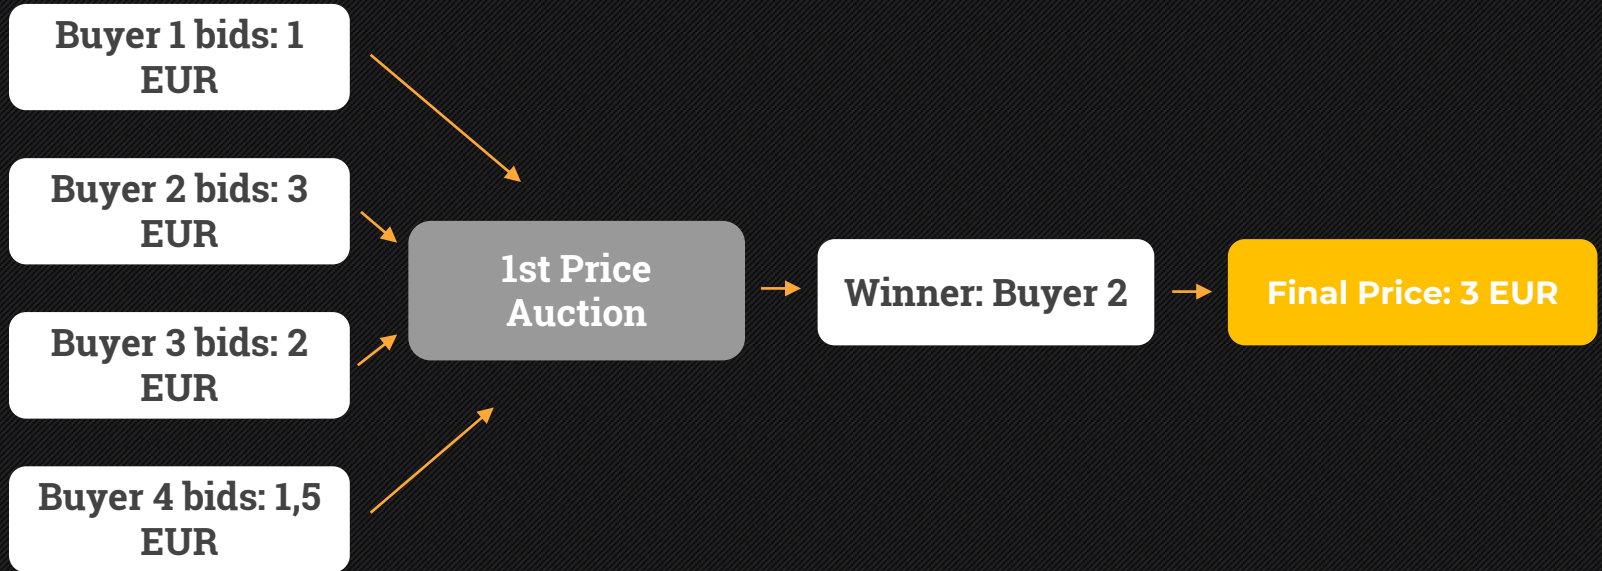 Buyer 1 bids: 1
EUR
Buyer 2 bids: 3
EUR
Buyer 3 bids: 2
EUR
Buyer 4 bids: 1,5
EUR
1st Price
Auction
Winner: Buyer 2
Final Price: 3 EUR